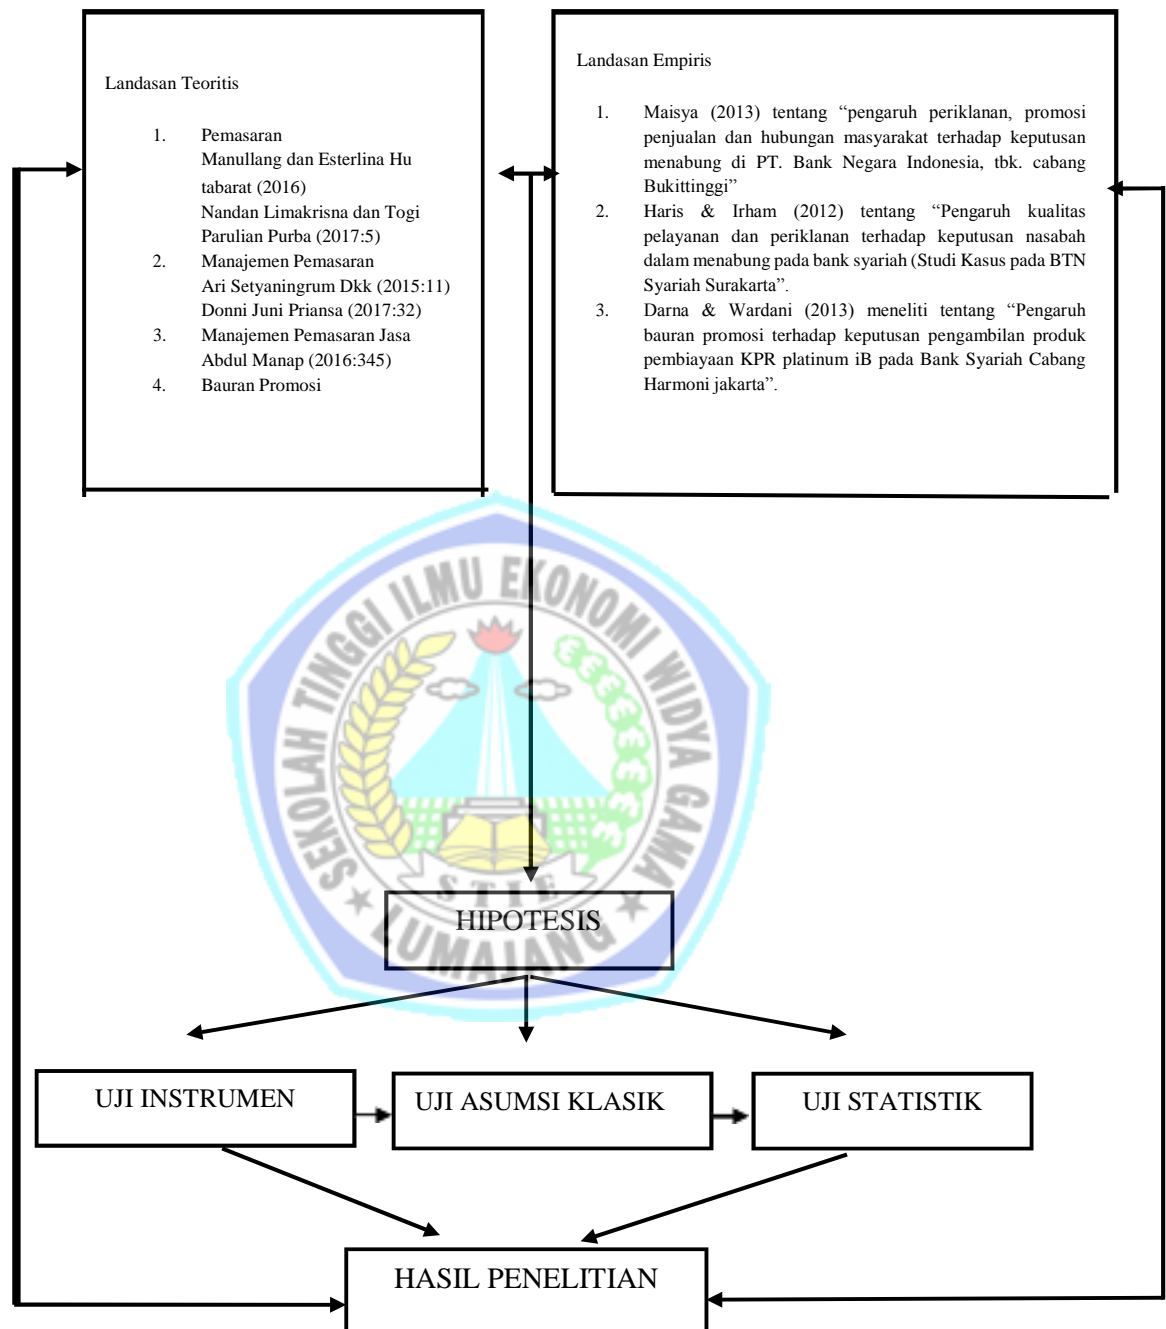 Landasan Teoritis
1. Pemasaran
Manullang dan Esterlina Hu
tabarat (2016)
Nandan Limakrisna dan Togi
Parulian Purba (2017:5)
2. Manajemen Pemasaran
Ari Setyaningrum Dkk (2015:11)
Donni Juni Priansa (2017:32)
3. Manajemen Pemasaran Jasa
Abdul Manap (2016:345)
4. Bauran Promosi
Landasan Empiris
1. Maisya (2013) tentang “pengaruh periklanan, promosi
penjualan dan hubungan masyarakat terhadap keputusan
menabung di PT. Bank Negara Indonesia, tbk. cabang
Bukittinggi”
2. Haris & Irham (2012) tentang “Pengaruh kualitas
pelayanan dan periklanan terhadap keputusan nasabah
dalam menabung pada bank syariah (Studi Kasus pada BTN
Syariah Surakarta”.
3. Darna & Wardani (2013) meneliti tentang “Pengaruh
bauran promosi terhadap keputusan pengambilan produk
pembiayaan KPR platinum iB pada Bank Syariah Cabang
Harmoni jakarta”.
SEKOLAH TINGGI ILMU EKONOMI WIDYA GAMA
STIE
LUMAJANG
HIPOTESIS
UJI INSTRUMEN
UJI ASUMSI KLASIK
UJI STATISTIK
HASIL PENELITIAN